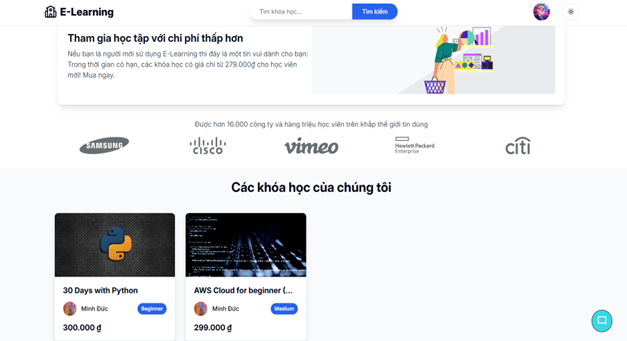 E-Learning
Tìm khóa học...
Tìm kiếm
Tham gia học tập với chi phí thấp hơn
Nếu bạn là người mới sử dụng E-Learning thì đây là một tin vui dành cho bạn:
Trong thời gian có hạn, các khóa học có giá chỉ từ 279.000₫ cho học viên
mới! Mua ngay.
Được hơn 16.000 công ty và hàng triệu học viên trên khắp thế giới tin dùng
SAMSUNG
CISCO
vimeo
Hewlett Packard
Enterprise
citi
Các khóa học của chúng tôi
30 Days with Python
Minh Đức
Beginner
300.000 ₫
AWS Cloud for beginner (...
Minh Đức
Medium
299.000 ₫